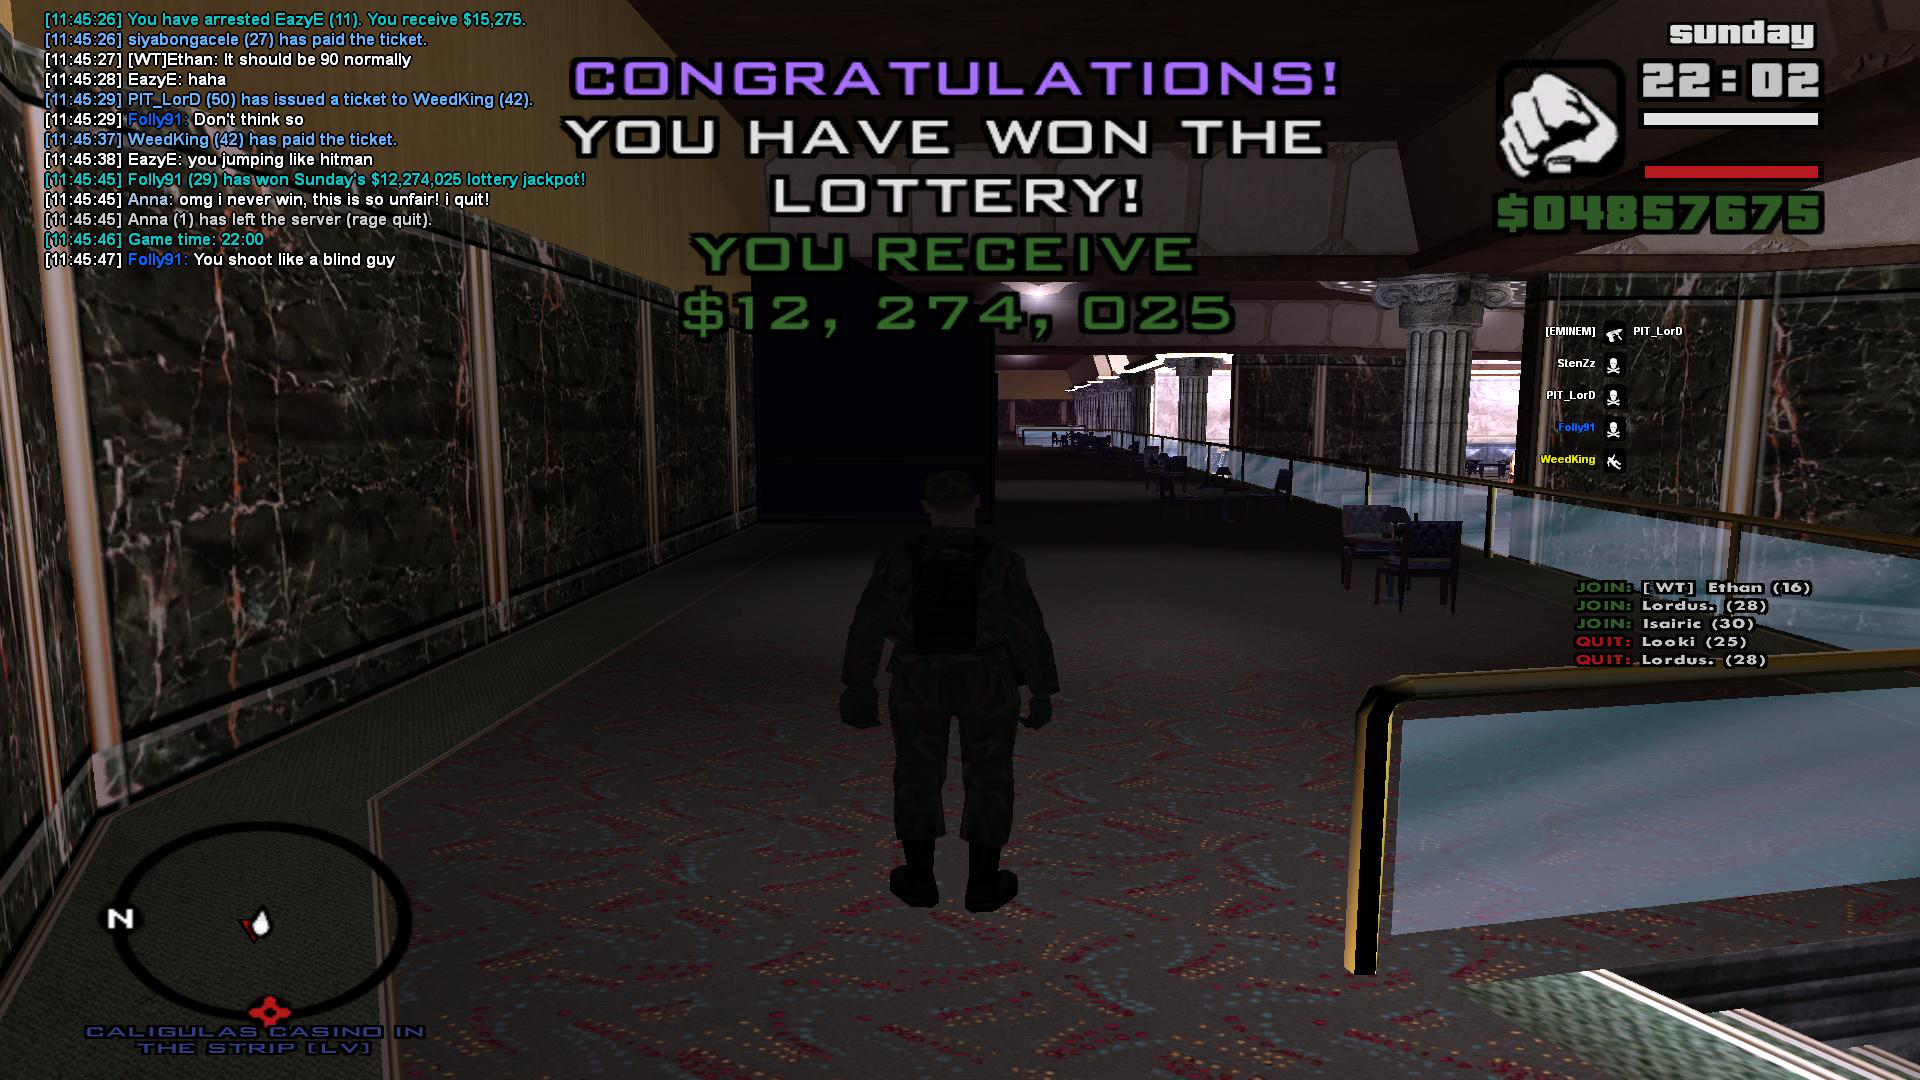 [11:45:26] You have arrested EazyE (11). You receive $15,275.
[11:45:26] siyabongacele (27) has paid the ticket.
[11:45:27] [WT]Ethan: It should be 90 normally
[11:45:28] EazyE: haha
[11:45:29] PIT_LorD (50) has issued a ticket to WeedKing (42).
[11:45:29] Folly91: Don't think so
[11:45:37] WeedKing (42) has paid the ticket.
[11:45:38] EazyE: you jumping like hitman
[11:45:45] Folly91 (29) has won Sunday's $12,274,025 lottery jackpot!
[11:45:45] Anna: omg i never win, this is so unfair! i quit!
[11:45:45] Anna (1) has left the server (rage quit).
[11:45:46] Game time: 22:00
[11:45:47] Folly91: You shoot like a blind guy
CONGRATULATIONS!
YOU HAVE WON THE
LOTTERY!
YOU RECEIVE
$12, 274, 025
sunday
22:02
$04857675
[EMINEM] PIT_LorD
StenZz
PIT_LorD
Folly91
WeedKing
JOIN: [WT] Ethan (16)
JOIN: Lordus. (28)
JOIN: Isairic (30)
QUIT: Looki (25)
QUIT: Lordus. (28)
N
CALIGULAS CASINO IN
THE STRIP [LV]